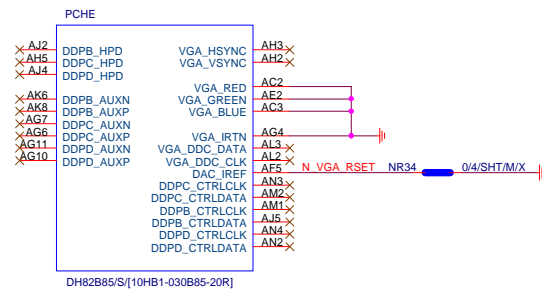 PCHE
AJ2 DDPB_HPD VGA_HSYNC AH3
AH5 DDPC_HPD VGA_VSYNC AH2
AJ4 DDPD_HPD
VGA_RED AC2
AK6 DDPB_AUXN VGA_GREEN AE2
AK8 DDPB_AUXP VGA_BLUE AC3
AG7 DDPC_AUXN
AG6 DDPC_AUXP VGA_IRTN AG4
AG11 DDPD_AUXN VGA_DDC_DATA AL3
AG10 DDPD_AUXP VGA_DDC_CLK AL2
DAC_IREF AF5 N_VGA_RSET NR34 0/4/SHT/M/X
DDPC_CTRLCLK AN3
DDPC_CTRLDATA AM2
DDPB_CTRLCLK AM1
DDPB_CTRLDATA AJ5
DDPD_CTRLCLK AN4
DDPD_CTRLDATA AN2
DH82B85/S/[10HB1-030B85-20R]